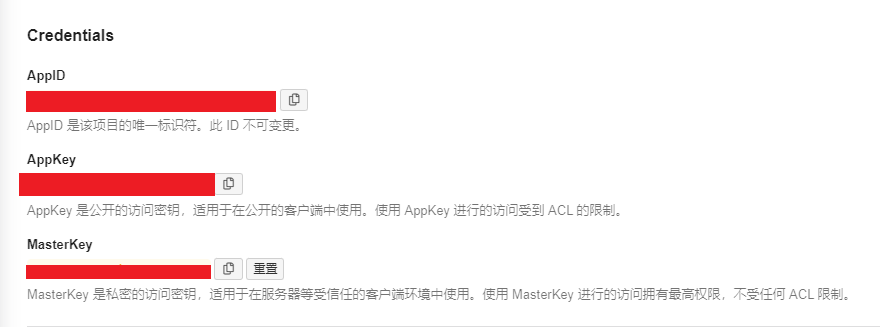 Credentials
AppID
AppID 是该项目的唯一标识符。此 ID 不可变更。
AppKey
AppKey 是公开的访问密钥，适用于在公开的客户端中使用。使用 AppKey 进行的访问受到 ACL 的限制。
MasterKey
重置
MasterKey 是私密的访问密钥，适用于在服务器等受信任的客户端环境中使用。使用 MasterKey 进行的访问拥有最高权限，不受任何 ACL 限制。